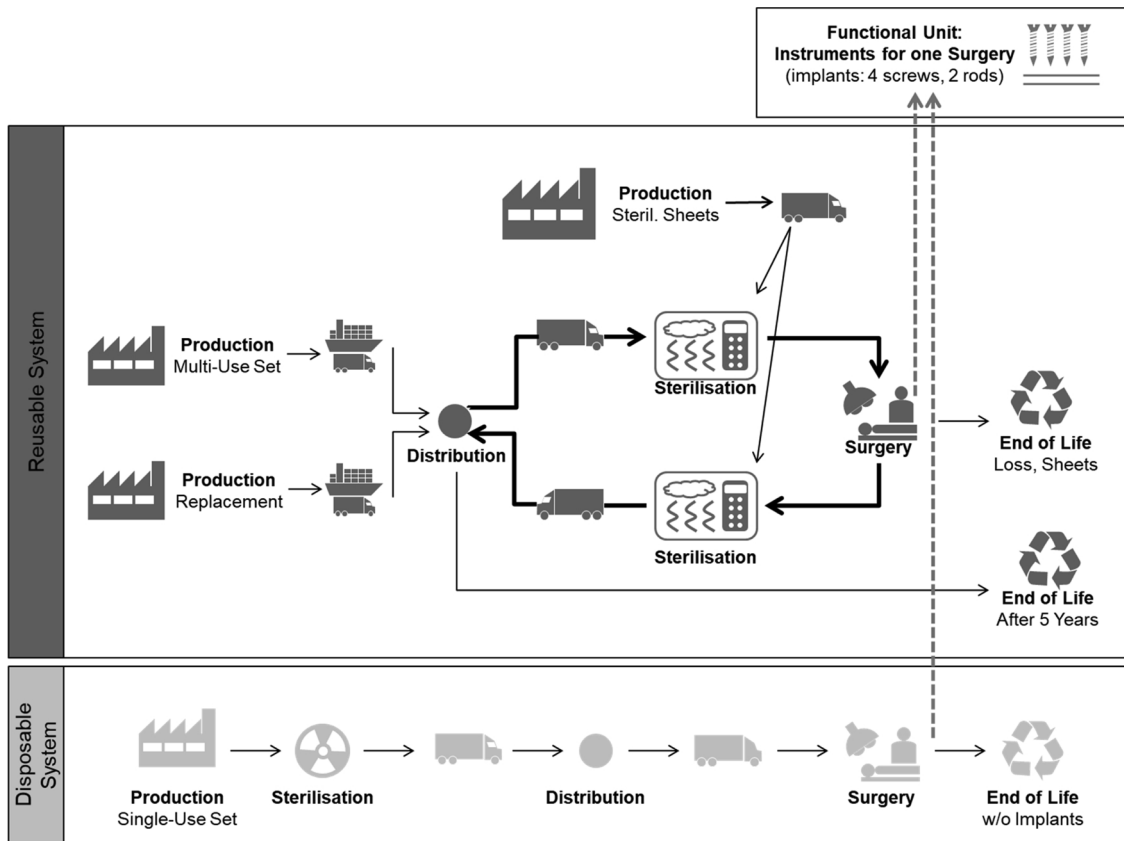 Functional Unit:
Instruments for one Surgery
(implants: 4 screws, 2 rods)
Reusable System
Production
Steril. Sheets
Production
Multi-Use Set
Sterilisation
Distribution
Surgery
End of Life
Loss, Sheets
Production
Replacement
Sterilisation
End of Life
After 5 Years
Disposable
System
Production
Single-Use Set
Sterilisation
Distribution
Surgery
End of Life
w/o Implants